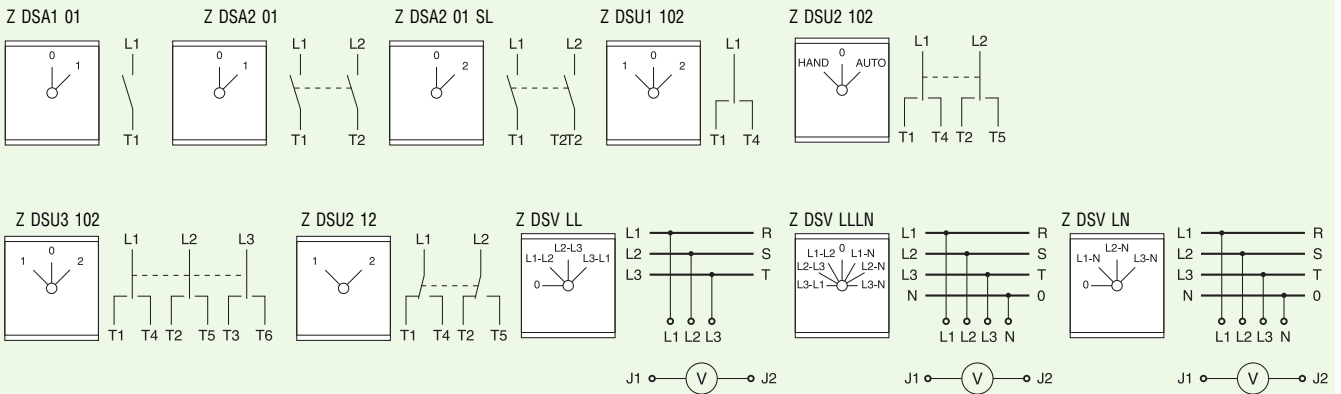 Z DSA1 01
0
1
L1
T1
Z DSA2 01
0
1
L1 L2
T1 T2
Z DSA2 01 SL
0
2
L1 L2
T1 T2T2
Z DSU1 102
0
1 2
L1
T1 T4
Z DSU2 102
0
HAND AUTO
L1 L2
T1 T4 T2 T5
Z DSU3 102
0
1 2
L1 L2 L3
T1 T4 T2 T5 T3 T6
Z DSU2 12
1 2
L1 L2
T1 T4 T2 T5
Z DSV LL
L2-L3
L1-L2 L3-L1
0
L1 R
L2 S
L3 T
L1 L2 L3
J1 V J2
Z DSV LLLN
0
L1-L2 L1-N
L2-L3 L2-N
L3-L1 L3-N
L1 R
L2 S
L3 T
N 0
L1 L2 L3 N
J1 V J2
Z DSV LN
L2-N
L1-N L3-N
0
L1 R
L2 S
L3 T
N 0
L1 L2 L3 N
J1 V J2